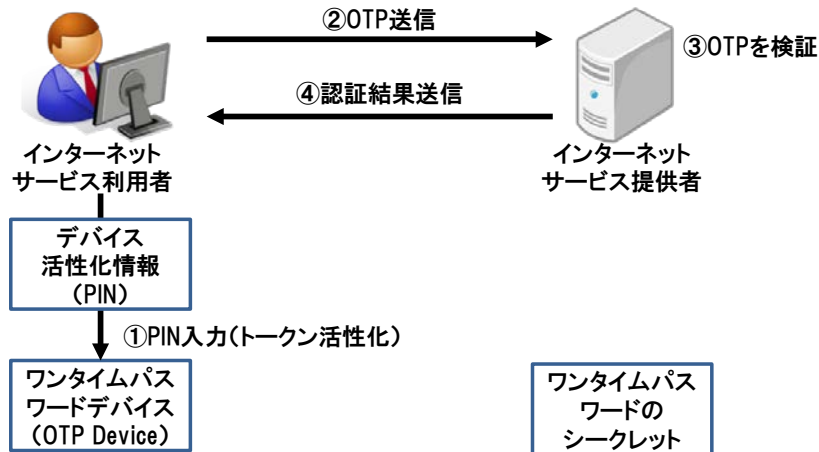 ②OTP送信
③OTPを検証
④認証結果送信
インターネット
サービス利用者
インターネット
サービス提供者
デバイス
活性化情報
(PIN)
①PIN入力(トークン活性化)
ワンタイムパス
ワードデバイス
(OTP Device)
ワンタイムパス
ワードの
シークレット